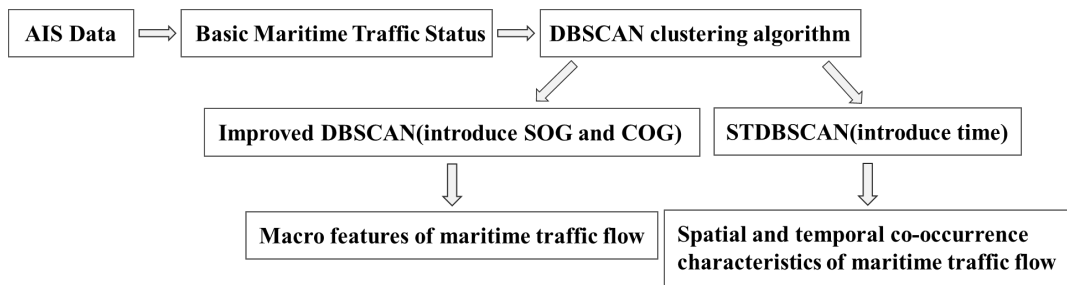 AIS Data
Basic Maritime Traffic Status
DBSCAN clustering algorithm
Improved DBSCAN(introduce SOG and COG)
STDBSCAN(introduce time)
Macro features of maritime traffic flow
Spatial and temporal co-occurrence
characteristics of maritime traffic flow